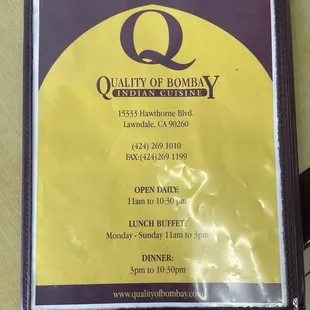 Q
QUALITY OF BOMBAY
INDIAN CUISINE
15333 Hawthorne Blvd.
Lawndale, CA 90260
(424) 269 1010
FAX:(424)269 1199
OPEN DAILY:
11am to 10:30 pm
LUNCH BUFFET:
Monday - Sunday 11am to 3pm
DINNER:
3pm to 10:30pm
www.qualityofbombay.com